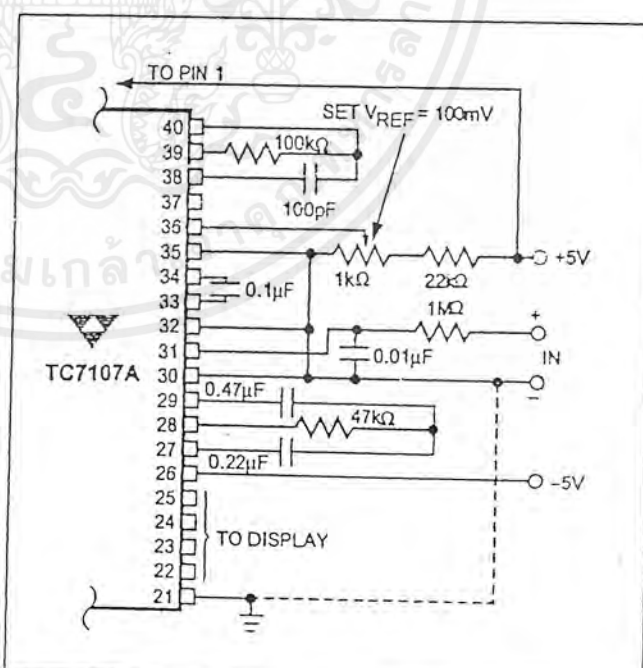 TO PIN 1
SET VREF = 100mV
40
39
100kΩ
38
37
100pF
36
35
+5V
1kΩ
22kΩ
34
0.1µF
33
1MΩ
32
+
31
0.01µF
IN
TC7107A
30
–
29
0.47µF
28
47kΩ
27
0.22µF
26
–5V
25
24
TO DISPLAY
23
22
21